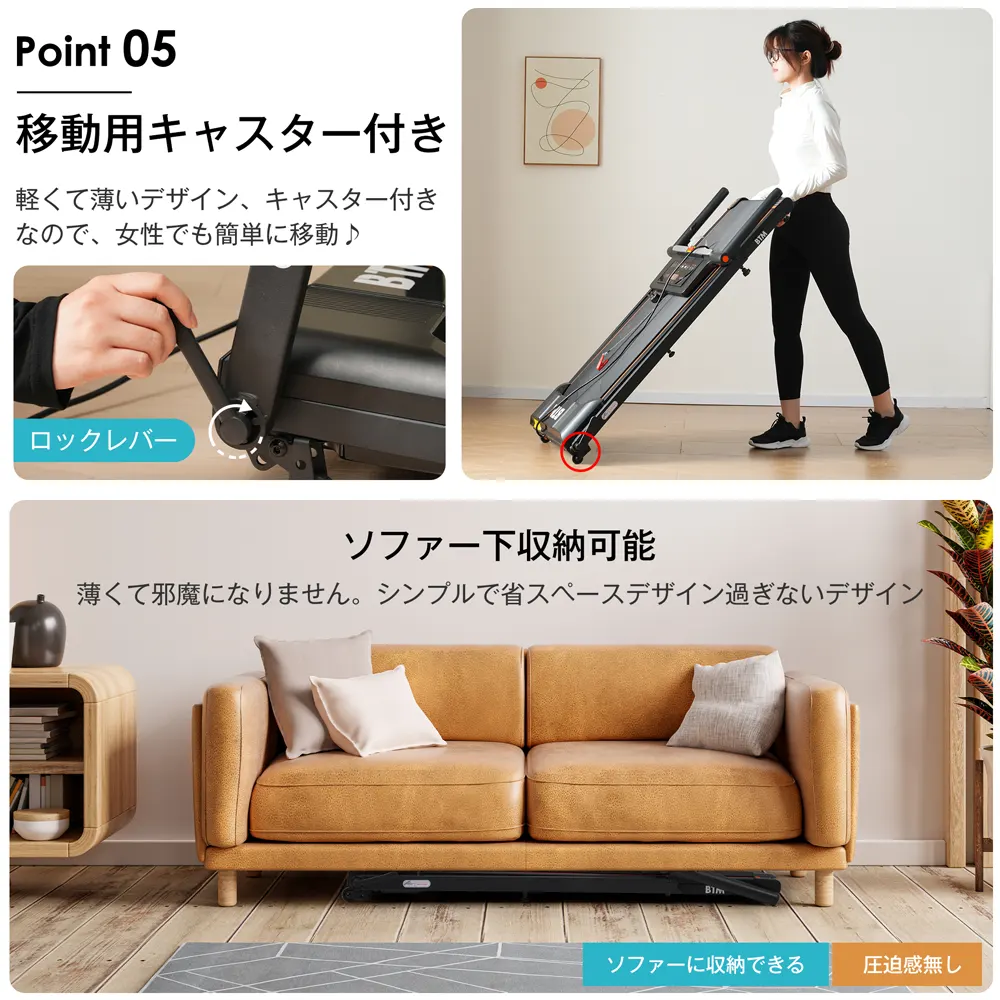 Point 05
移動用キャスター付き
軽くて薄いデザイン、キャスター付き
なので、女性でも簡単に移動♪
BTM
ロックレバー
BTM
ソファー下収納可能
薄くて邪魔になりません。シンプルで省スペースデザイン過ぎないデザイン
BTM
ソファーに収納できる
圧迫感無し